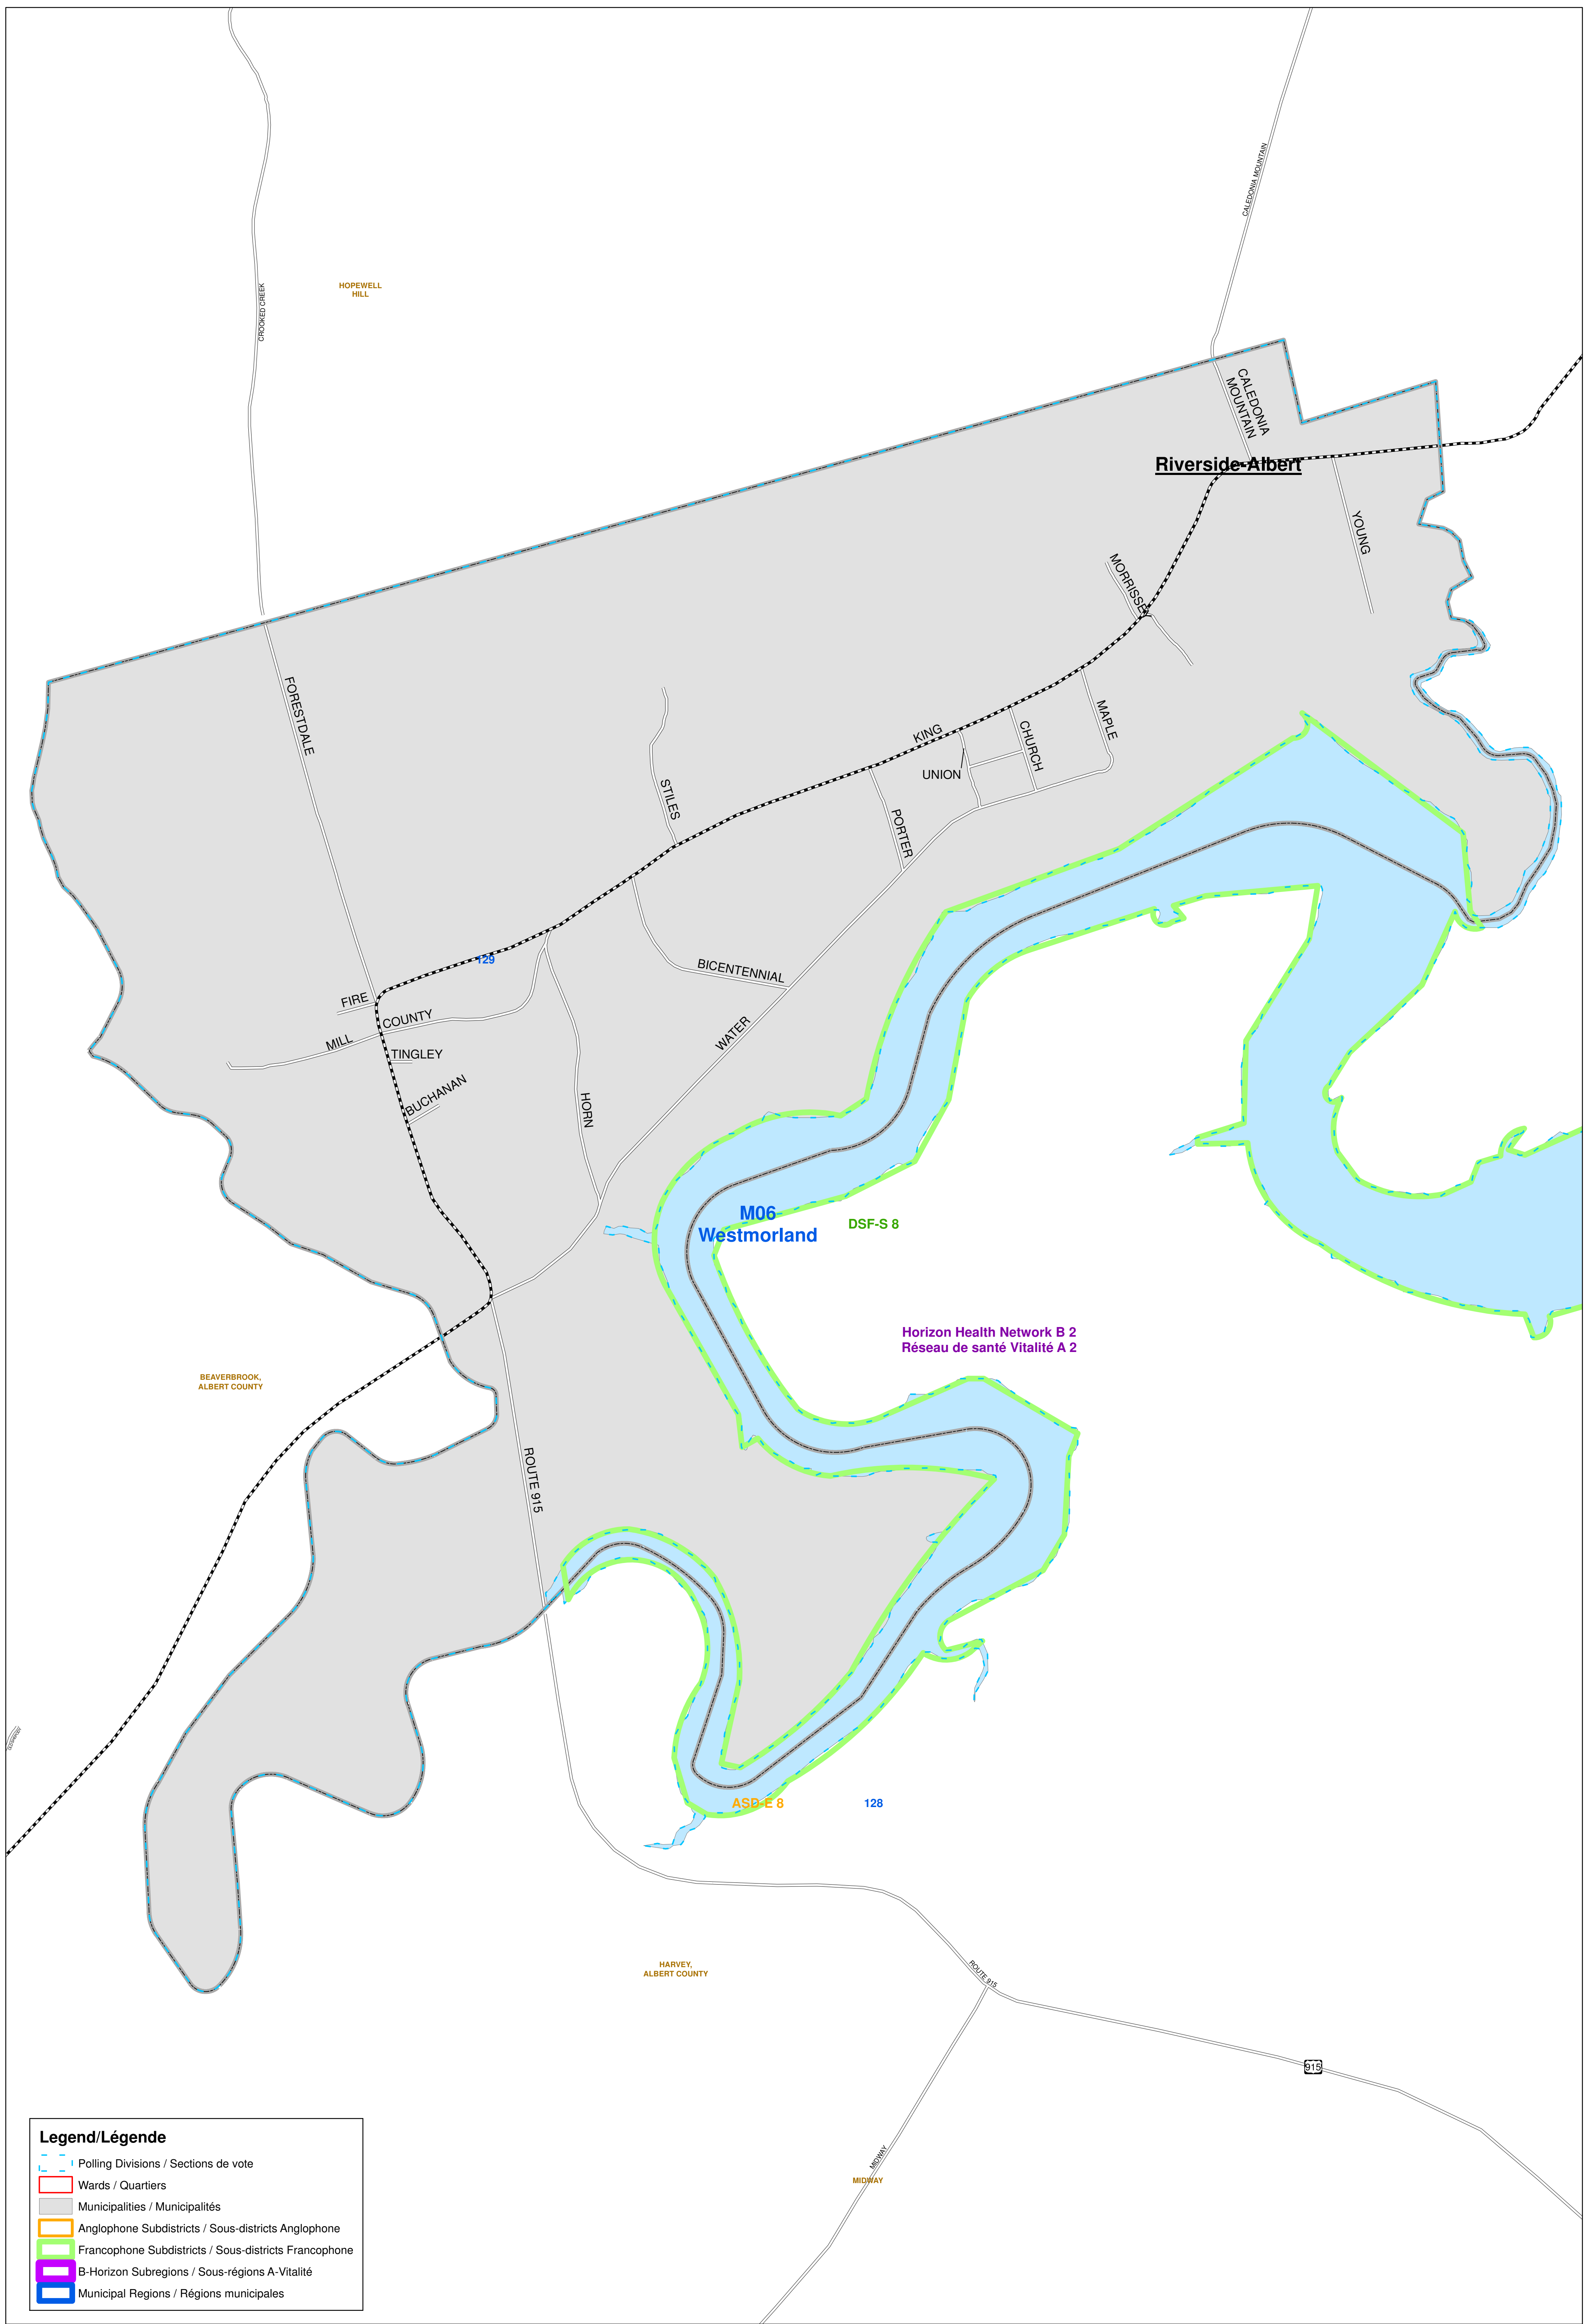 CALEDONIA MOUNTAIN
HOPEWELL
HILL
CROOKED CREEK
CALEDONIA
MOUNTAIN
Riverside-Albert
YOUNG
MORRISSEY
FORESTDALE
MAPLE
KING
CHURCH
UNION
STILES
PORTER
129
BICENTENNIAL
FIRE
COUNTY
MILL
WATER
TINGLEY
BUCHANAN
HORN
M06
Westmorland
DSF-S 8
Horizon Health Network B 2
Réseau de santé Vitalité A 2
BEAVERBROOK,
ALBERT COUNTY
ROUTE 915
ASD-E 8
128
HARVEY,
ALBERT COUNTY
ROUTE 915
915
MIDWAY
MIDWAY
Legend/Légende
Polling Divisions / Sections de vote
Wards / Quartiers
Municipalities / Municipalités
Anglophone Subdistricts / Sous-districts Anglophone
Francophone Subdistricts / Sous-districts Francophone
B-Horizon Subregions / Sous-régions A-Vitalité
Municipal Regions / Régions municipales